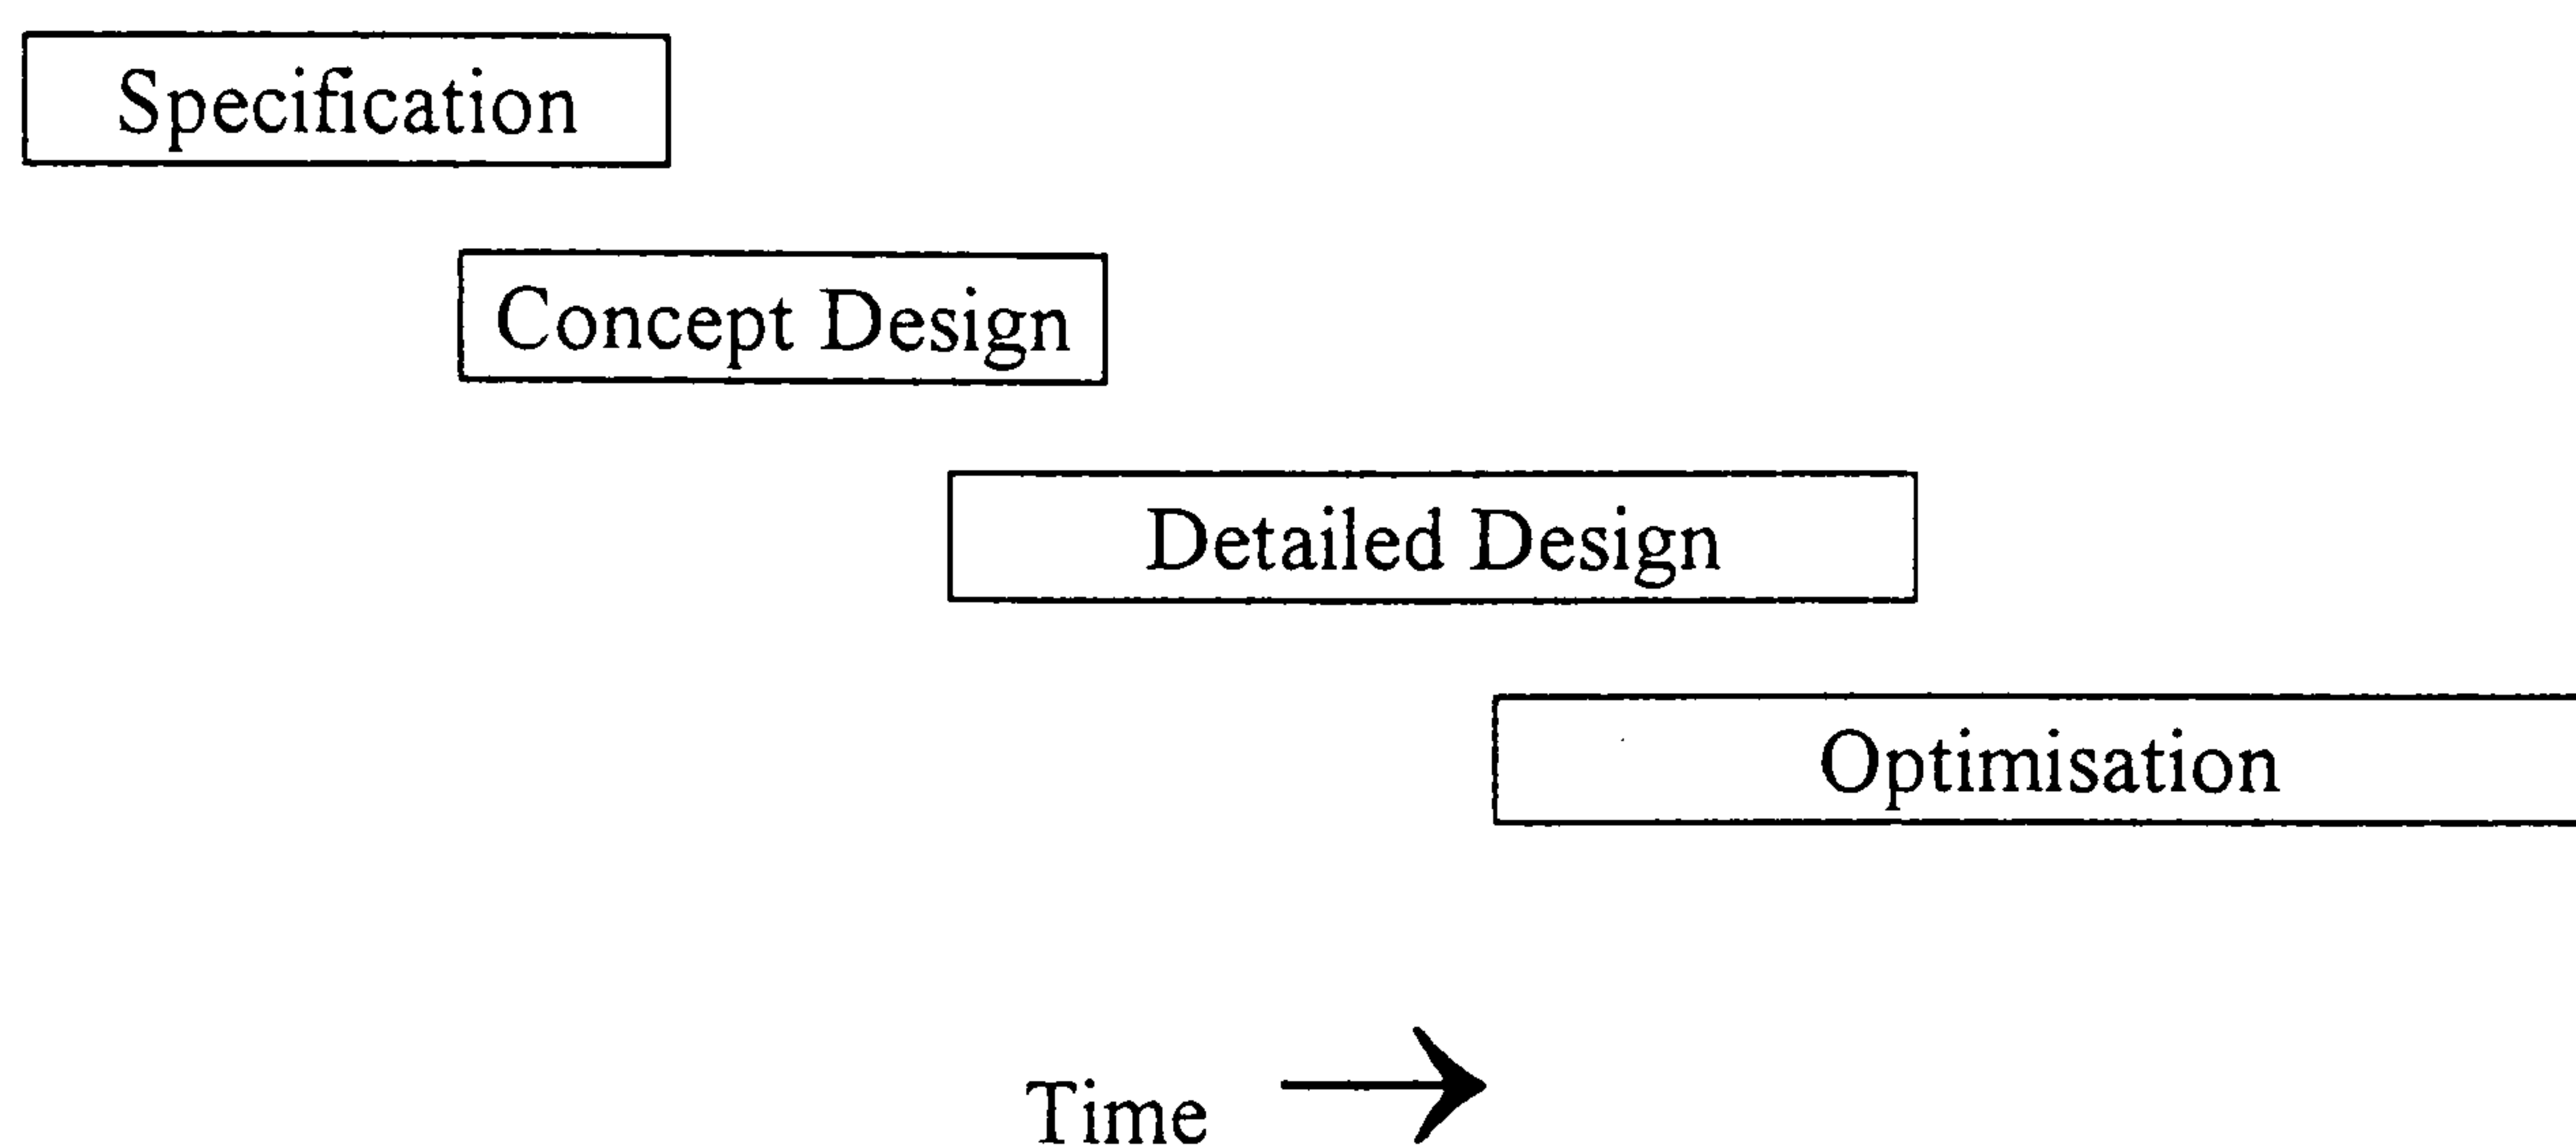 Specification
Concept Design
Detailed Design
Optimisation
Time